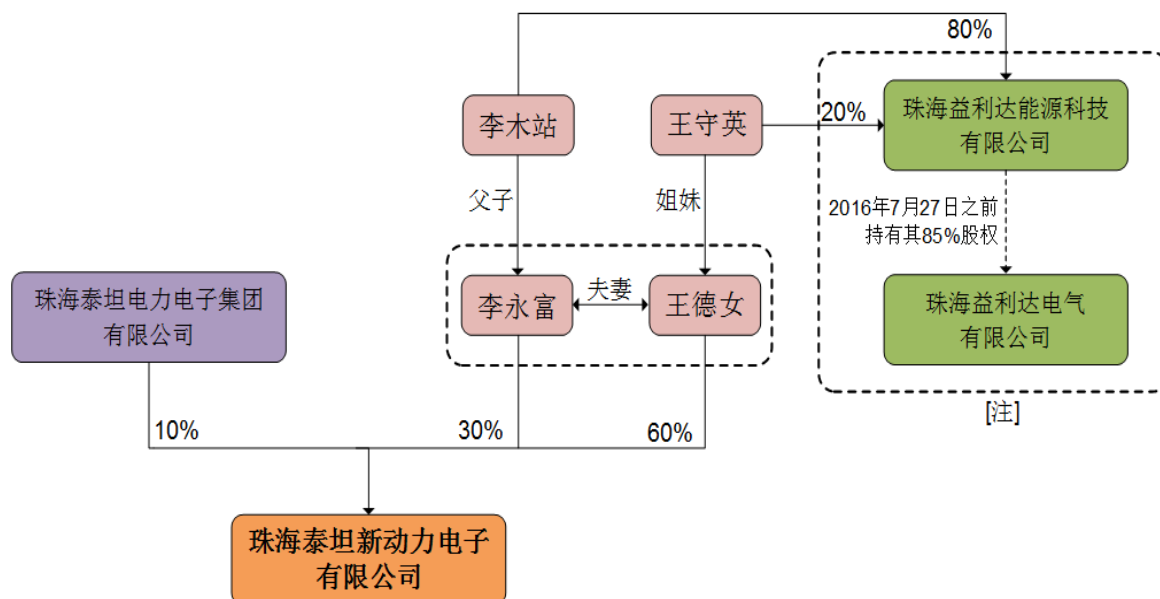 80%
李木站
王守英
20%
珠海益利达能源科技
有限公司
父子
姐妹
2016年7月27日之前
持有其85%股权
珠海泰坦电力电子集团
有限公司
李永富
夫妻
王德女
珠海益利达电气
有限公司
[注]
10%
30%
60%
珠海泰坦新动力电子
有限公司